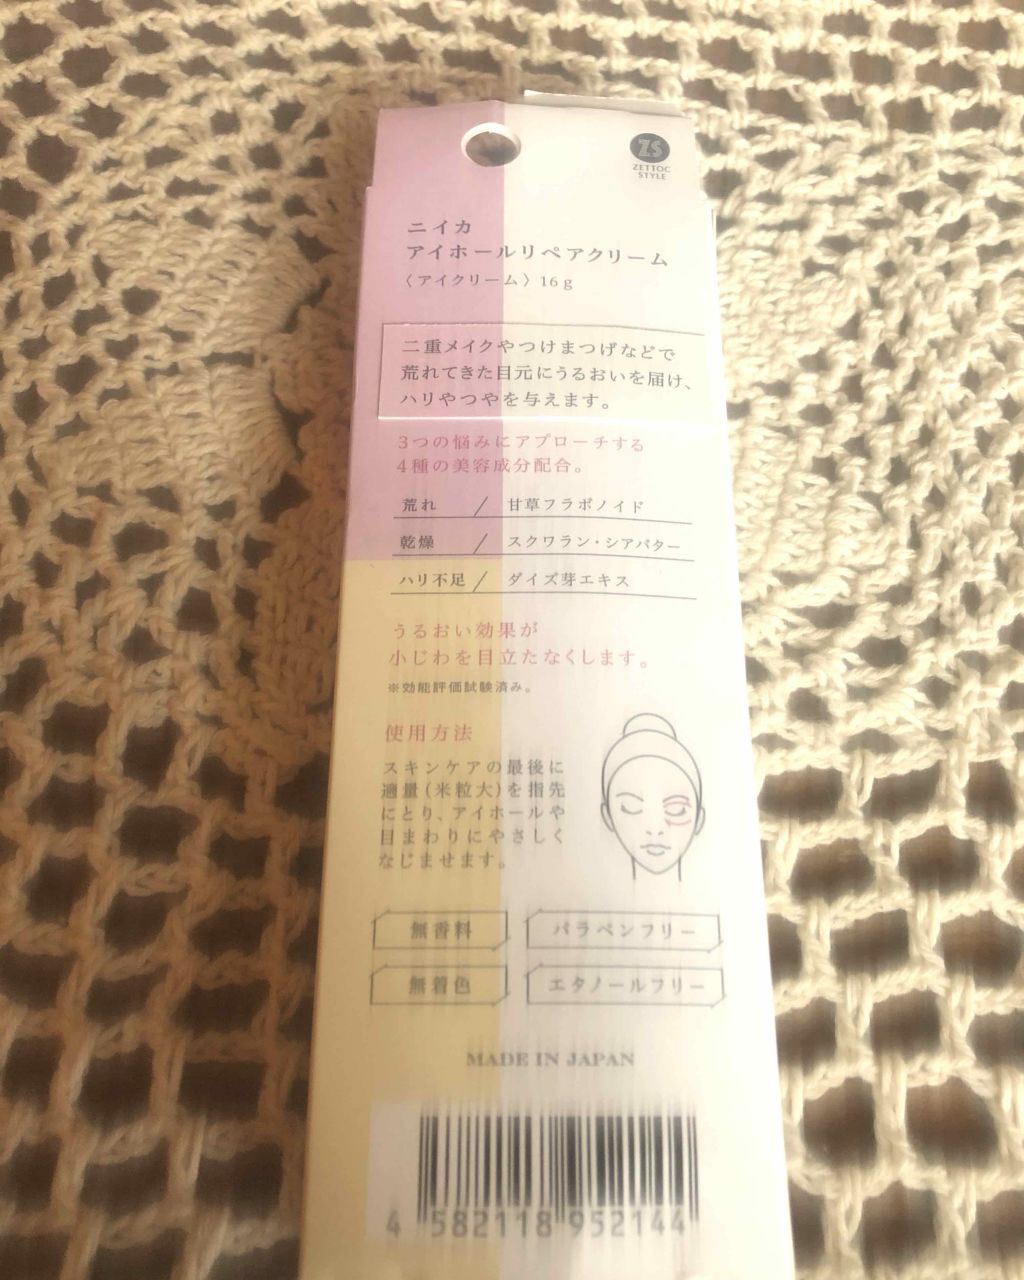 ZS
ZETTOC
STYLE
ニイカ
アイホールリペアクリーム
〈アイクリーム〉16g
二重メイクやつけまつげなどで
荒れてきた目元にうるおいを届け、
ハリやつやを与えます。
3つの悩みにアプローチする
4種の美容成分配合。
荒れ / 甘草フラボノイド
乾燥 / スクワラン・シアバター
ハリ不足 / ダイズ芽エキス
うるおい効果が
小じわを目立たなくします。
※効能評価試験済み。
使用方法
スキンケアの最後に
適量(米粒大)を指先
にとり、アイホールや
目まわりにやさしく
なじませます。
無香料 パラベンフリー
無着色 エタノールフリー
MADE IN JAPAN
4 582118 952144